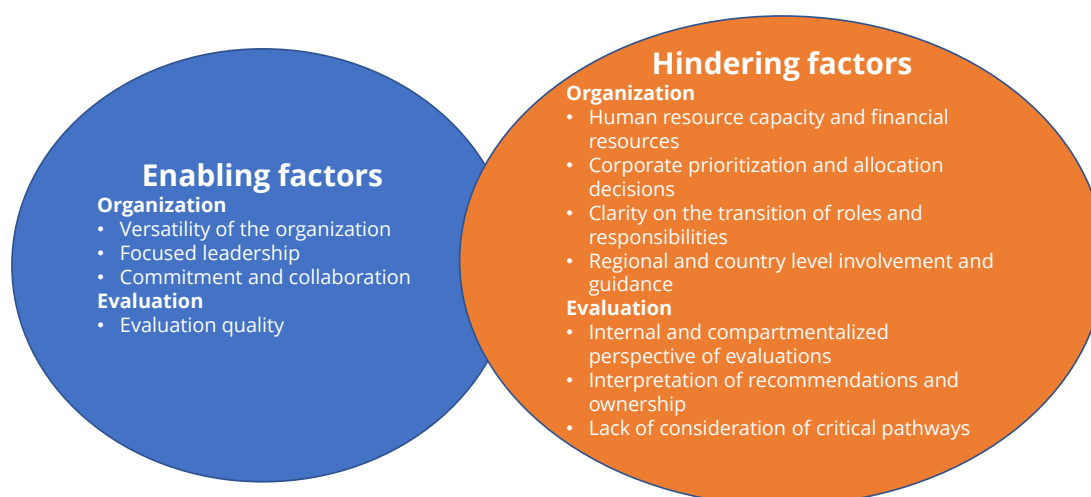 Enabling factors
Organization
• Versatility of the organization
• Focused leadership
• Commitment and collaboration
Evaluation
• Evaluation quality
Hindering factors
Organization
• Human resource capacity and financial
resources
• Corporate prioritization and allocation
decisions
• Clarity on the transition of roles and
responsibilities
• Regional and country level involvement and
guidance
Evaluation
• Internal and compartmentalized
perspective of evaluations
• Interpretation of recommendations and
ownership
• Lack of consideration of critical pathways